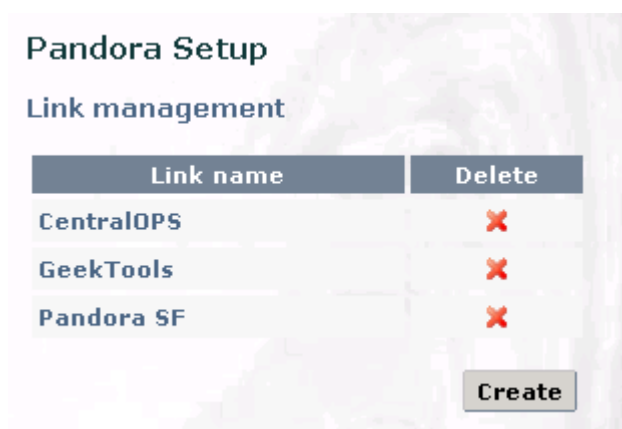 Pandora Setup
Link management
Link name Delete
CentralOPS
GeekTools
Pandora SF
Create